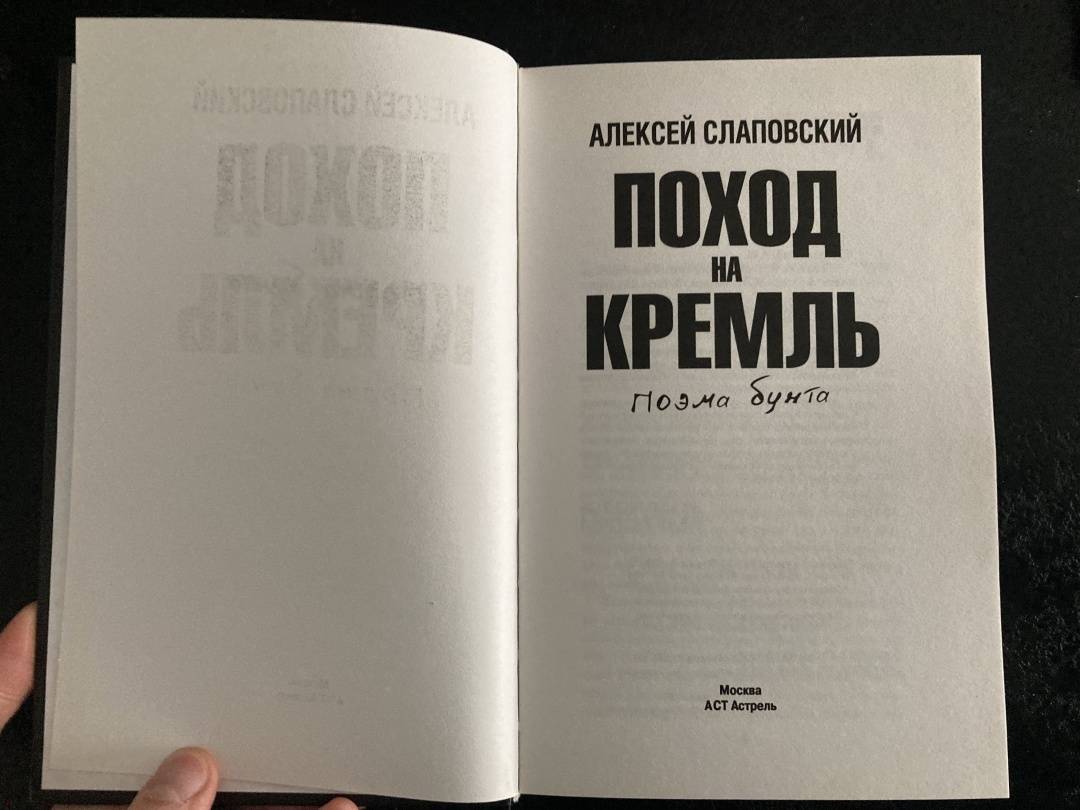 АЛЕКСЕЙ СЛАПОВСКИЙ
ПОХОД
НА
КРЕМЛЬ
Поэма бунта
Москва
АСТ Астрель